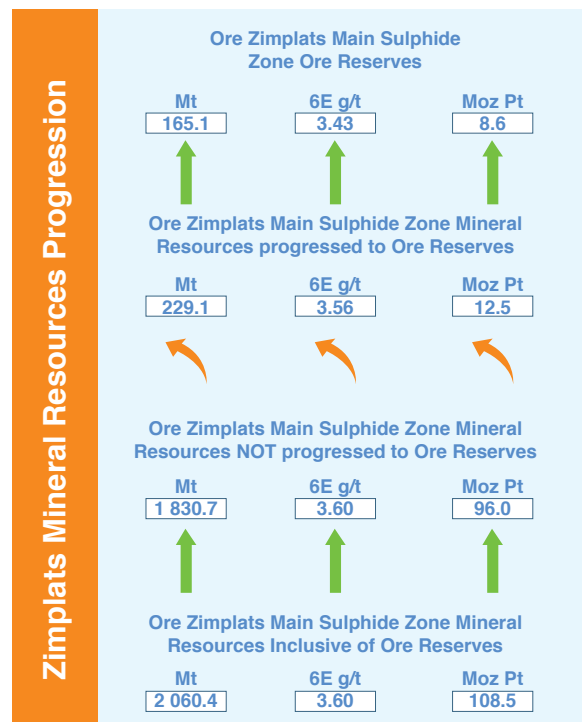 Zimplats Mineral Resources Progression
Ore Zimplats Main Sulphide
Zone Ore Reserves
Mt 6E g/t Moz Pt
165.1 3.43 8.6
Ore Zimplats Main Sulphide Zone Mineral
Resources progressed to Ore Reserves
Mt 6E g/t Moz Pt
229.1 3.56 12.5
Ore Zimplats Main Sulphide Zone Mineral
Resources NOT progressed to Ore Reserves
Mt 6E g/t Moz Pt
1 830.7 3.60 96.0
Ore Zimplats Main Sulphide Zone Mineral
Resources Inclusive of Ore Reserves
Mt 6E g/t Moz Pt
2 060.4 3.60 108.5